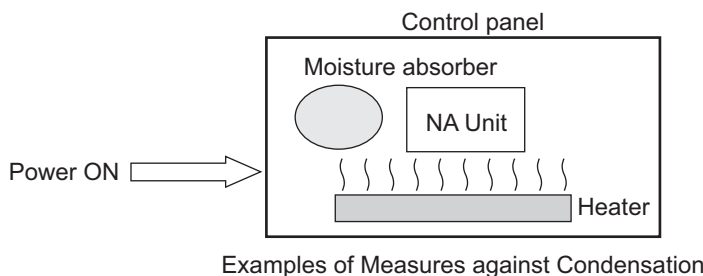 Control panel
Moisture absorber
NA Unit
Power ON
Heater
Examples of Measures against Condensation